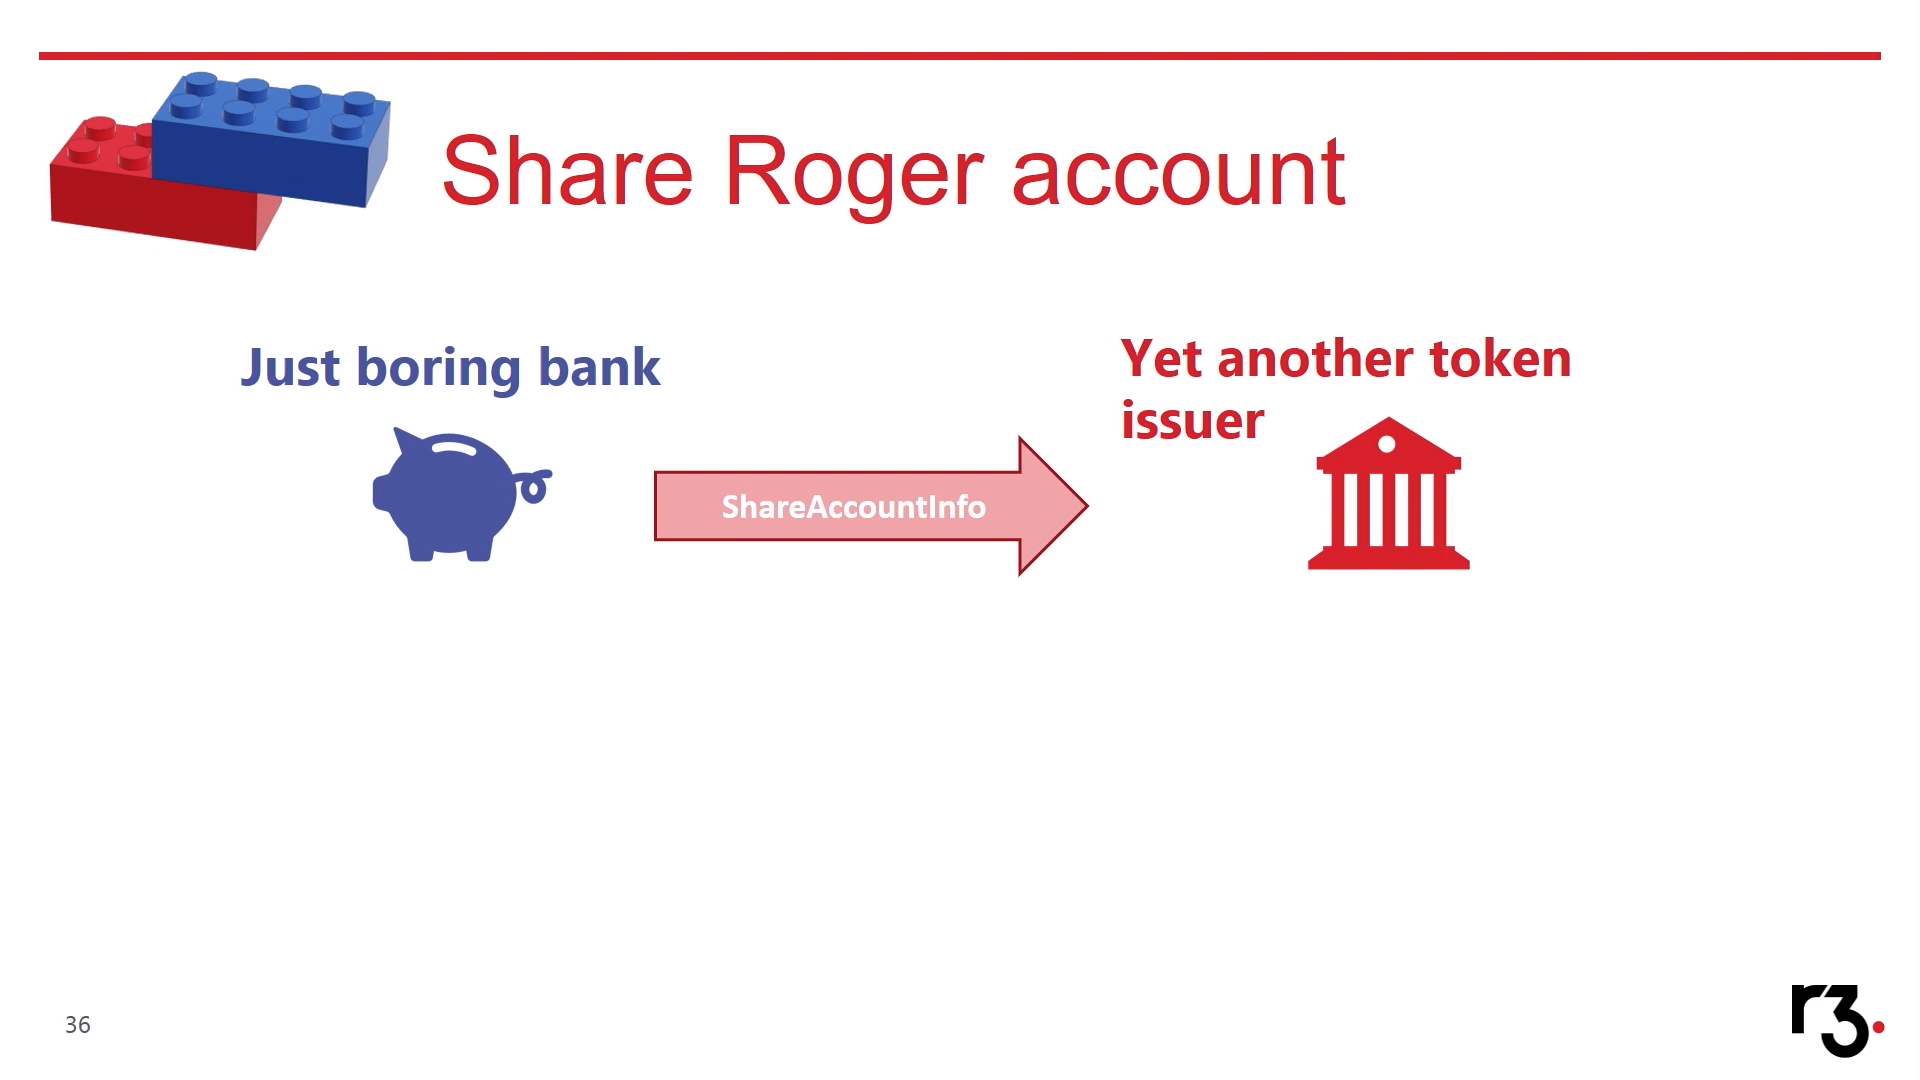 Share Roger account
Just boring bank
Yet another token
issuer
ShareAccountInfo
36
r3.